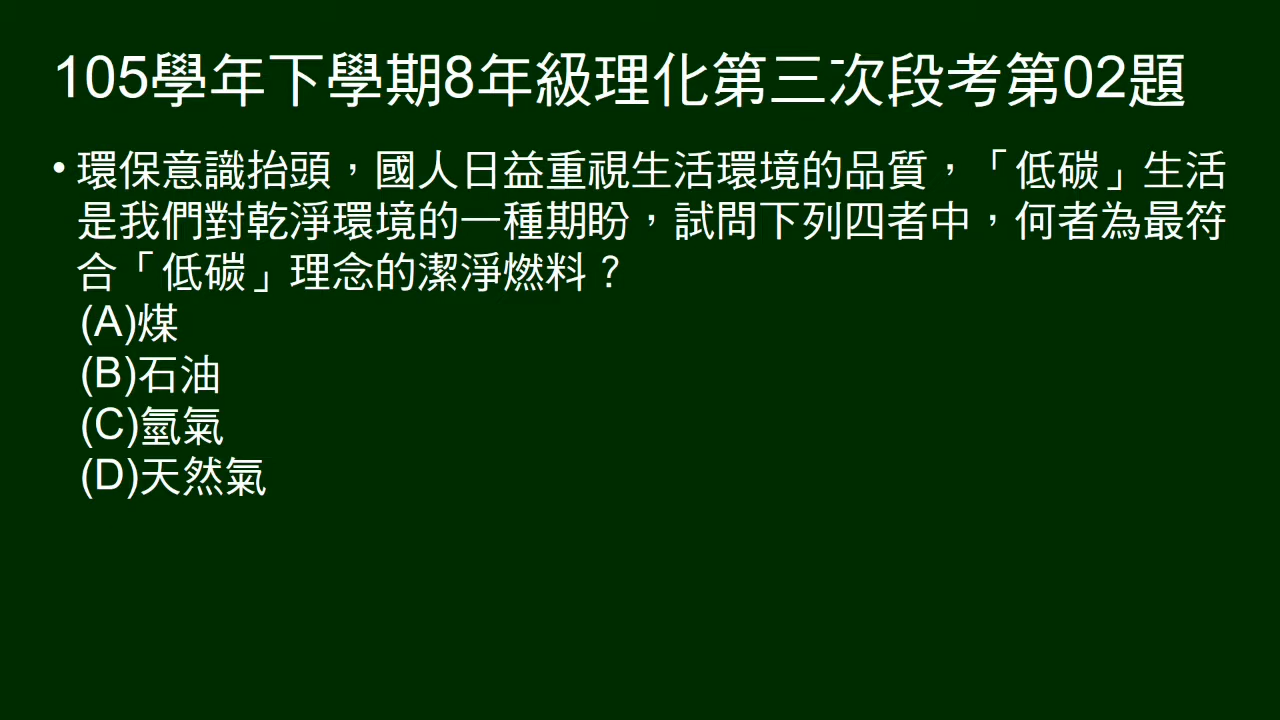 105學年下學期8年級理化第三次段考第02題
• 環保意識抬頭，國人日益重視生活環境的品質，「低碳」生活
是我們對乾淨環境的一種期盼，試問下列四者中，何者為最符
合「低碳」理念的潔淨燃料？
(A)煤
(B)石油
(C)氫氣
(D)天然氣